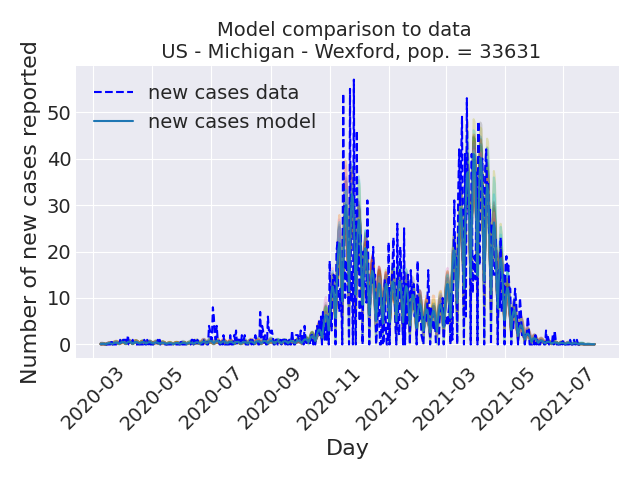 Model comparison to data
US - Michigan - Wexford, pop. = 33631
Number of new cases reported
50
40
30
20
10
0
new cases data
new cases model
2020-03
2020-05
2020-07
2020-09
2020-11
2021-01
2021-03
2021-05
2021-07
Day